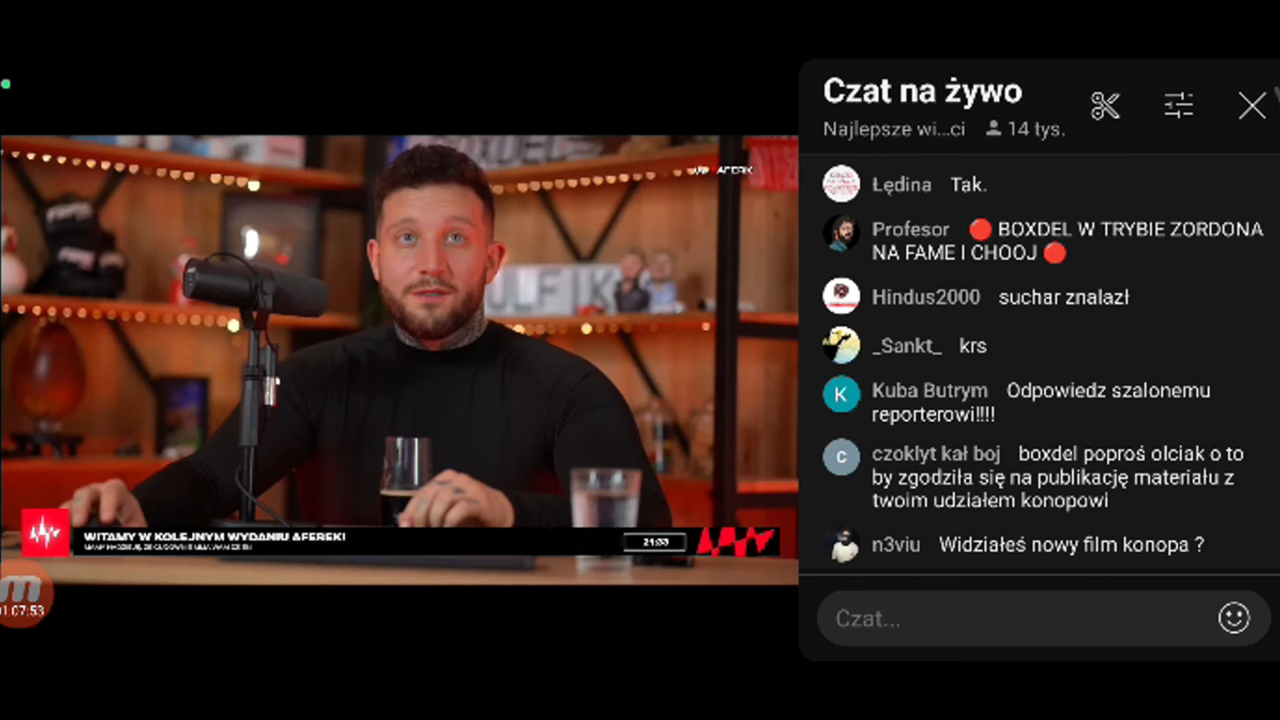 Czat na żywo
Najlepsze wi...ci 14 tys.
Łędina Tak.
Profesor 🔴 BOXDEL W TRYBIE ZORDONA
NA FAME I CHOOJ 🔴
Hindus2000 suchar znalazł
_Sankt_ krs
K Kuba Butrym Odpowiedz szalonemu
reporterowi!!!!
c czoklyt kał boj boxdel poproś olciak o to
by zgodziła się na publikację materiału z
twoim udziałem konopowi
n3viu Widziałeś nowy film konopa ?
Czat...
AFERKI
WITAMY W KOLEJNYM WYDANIU AFEREK!
21:33
01:07:53